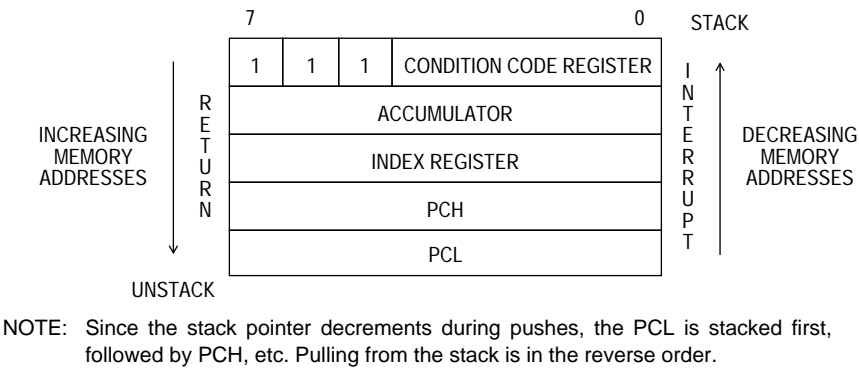 7 0 STACK
1 1 1 CONDITION CODE REGISTER
ACCUMULATOR
INDEX REGISTER
PCH
PCL
INCREASING
MEMORY
ADDRESSES
RETURN
INTERRUPT
DECREASING
MEMORY
ADDRESSES
UNSTACK
NOTE: Since the stack pointer decrements during pushes, the PCL is stacked first,
followed by PCH, etc. Pulling from the stack is in the reverse order.